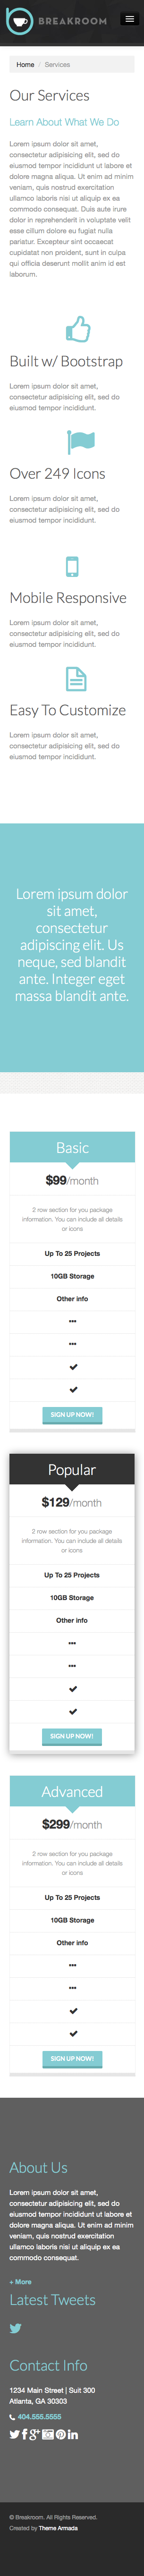 BREAKROOM
Home / Services
Our Services
Learn About What We Do
Lorem ipsum dolor sit amet,
consectetur adipisicing elit, sed do
eiusmod tempor incididunt ut labore et
dolore magna aliqua. Ut enim ad minim
veniam, quis nostrud exercitation
ullamco laboris nisi ut aliquip ex ea
commodo consequat. Duis aute irure
dolor in reprehenderit in voluptate velit
esse cillum dolore eu fugiat nulla
pariatur. Excepteur sint occaecat
cupidatat non proident, sunt in culpa
qui officia deserunt mollit anim id est
laborum.
Built w/ Bootstrap
Lorem ipsum dolor sit amet,
consectetur adipisicing elit, sed do
eiusmod tempor incididunt.
Over 249 Icons
Lorem ipsum dolor sit amet,
consectetur adipisicing elit, sed do
eiusmod tempor incididunt.
Mobile Responsive
Lorem ipsum dolor sit amet,
consectetur adipisicing elit, sed do
eiusmod tempor incididunt.
Easy To Customize
Lorem ipsum dolor sit amet,
consectetur adipisicing elit, sed do
eiusmod tempor incididunt.
Lorem ipsum dolor
sit amet,
consectetur
adipiscing elit. Us
neque, sed blandit
ante. Integer eget
massa blandit ante.
Basic
$99/month
2 row section for you package
information. You can include all details
or icons
Up To 25 Projects
10GB Storage
Other info
•••
•••
SIGN UP NOW!
Popular
$129/month
2 row section for you package
information. You can include all details
or icons
Up To 25 Projects
10GB Storage
Other info
•••
•••
SIGN UP NOW!
Advanced
$299/month
2 row section for you package
information. You can include all details
or icons
Up To 25 Projects
10GB Storage
Other info
•••
•••
SIGN UP NOW!
About Us
Lorem ipsum dolor sit amet,
consectetur adipisicing elit, sed do
eiusmod tempor incididunt ut labore et
dolore magna aliqua. Ut enim ad minim
veniam, quis nostrud exercitation
ullamco laboris nisi ut aliquip ex ea
commodo consequat.
+ More
Latest Tweets
Contact Info
1234 Main Street | Suite 300
Atlanta, GA 30303
404.555.5555
© Breakroom. All Rights Reserved.
Created by Theme Armada